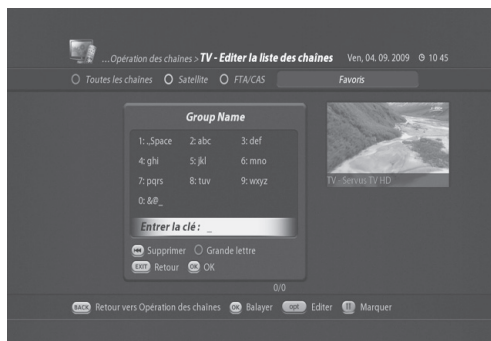 ...Opération des chaînes > TV - Editer la liste des chaînes Ven, 04. 09. 2009 10 45
Toutes les chaînes Satellite FTA/CAS Favoris
Group Name
1: .,Space 2: abc 3: def
4: ghi 5: jkl 6: mno
7: pqrs 8: tuv 9: wxyz
0: &@_
TV - Servus TV HD
Entrer la clé : _
Supprimer Grande lettre
EXIT Retour OK OK
0/0
BACK Retour vers Opération des chaînes OK Balayer opt Editer Marquer